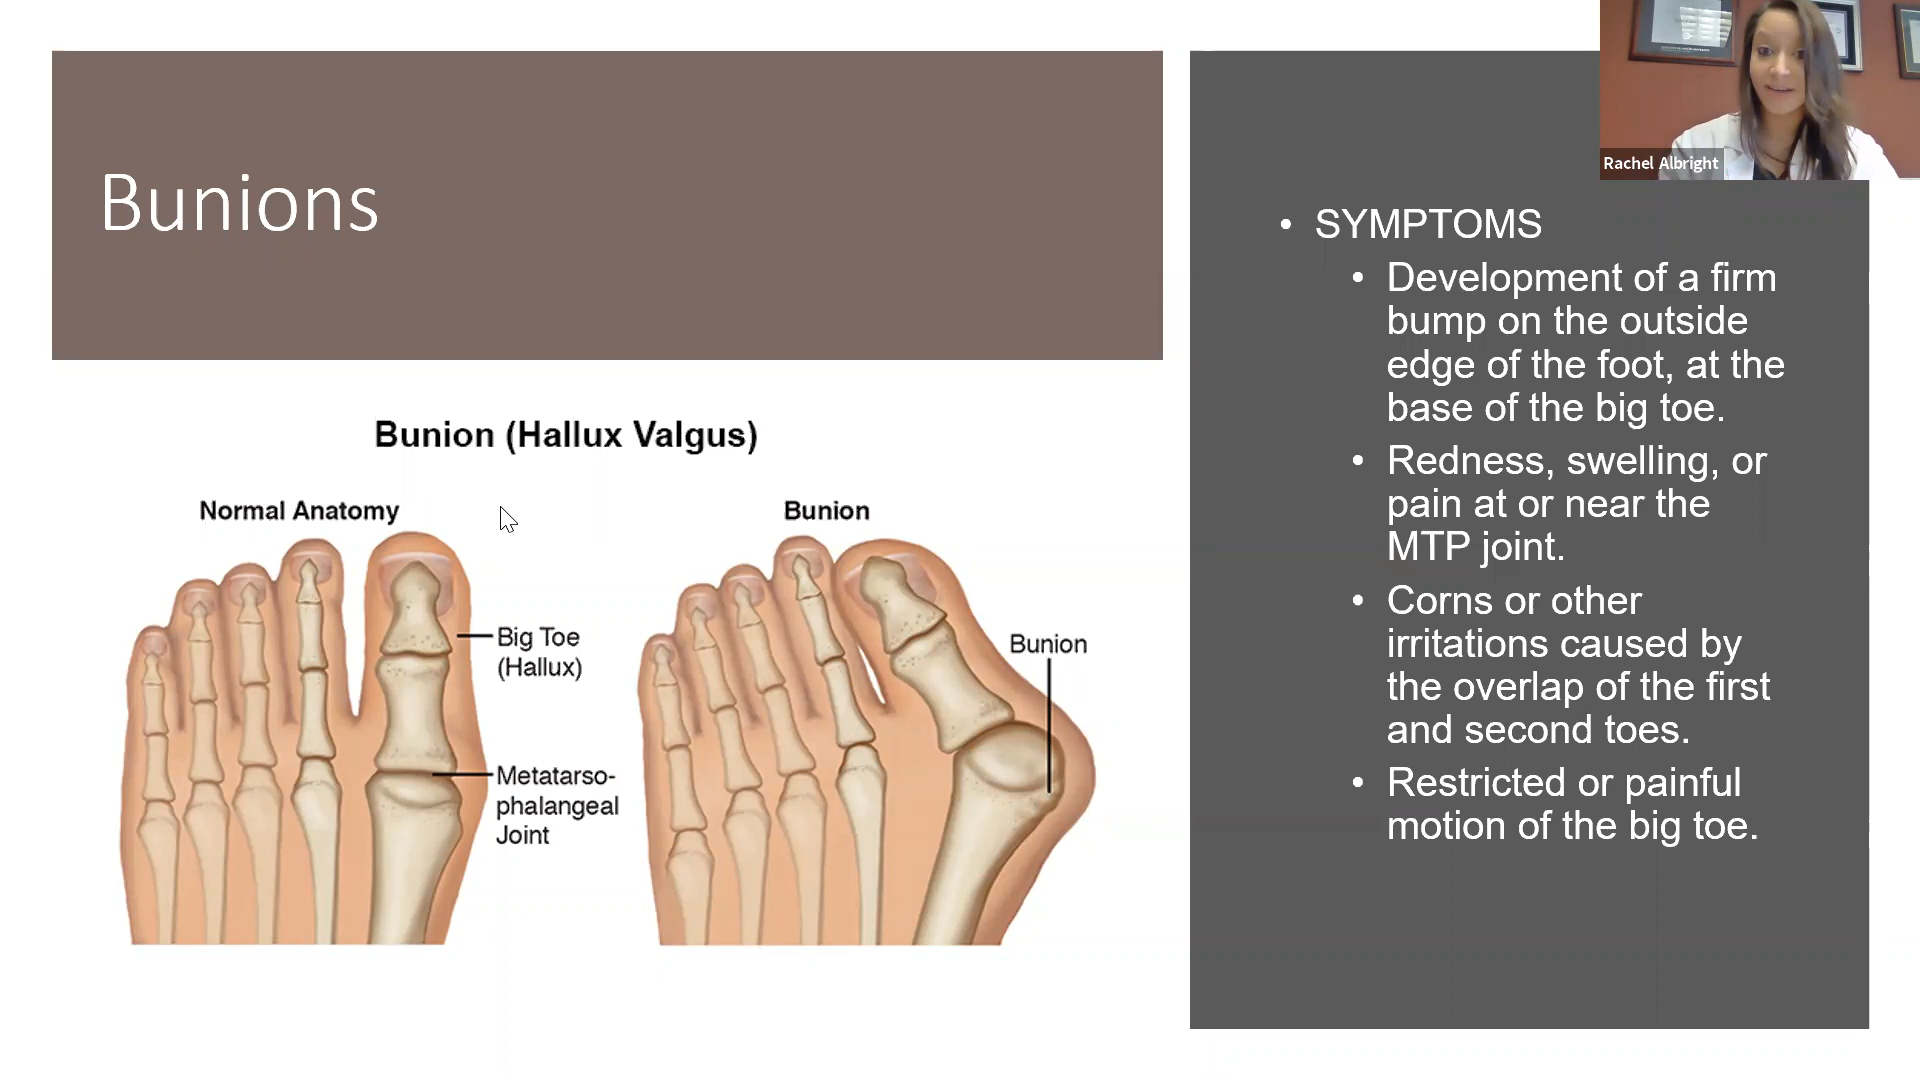 Bunions
Bunion (Hallux Valgus)
Normal Anatomy
Big Toe
(Hallux)
Metatarso-
phalangeal
Joint
Bunion
Bunion
Rachel Albright
• SYMPTOMS
• Development of a firm
bump on the outside
edge of the foot, at the
base of the big toe.
• Redness, swelling, or
pain at or near the
MTP joint.
• Corns or other
irritations caused by
the overlap of the first
and second toes.
• Restricted or painful
motion of the big toe.